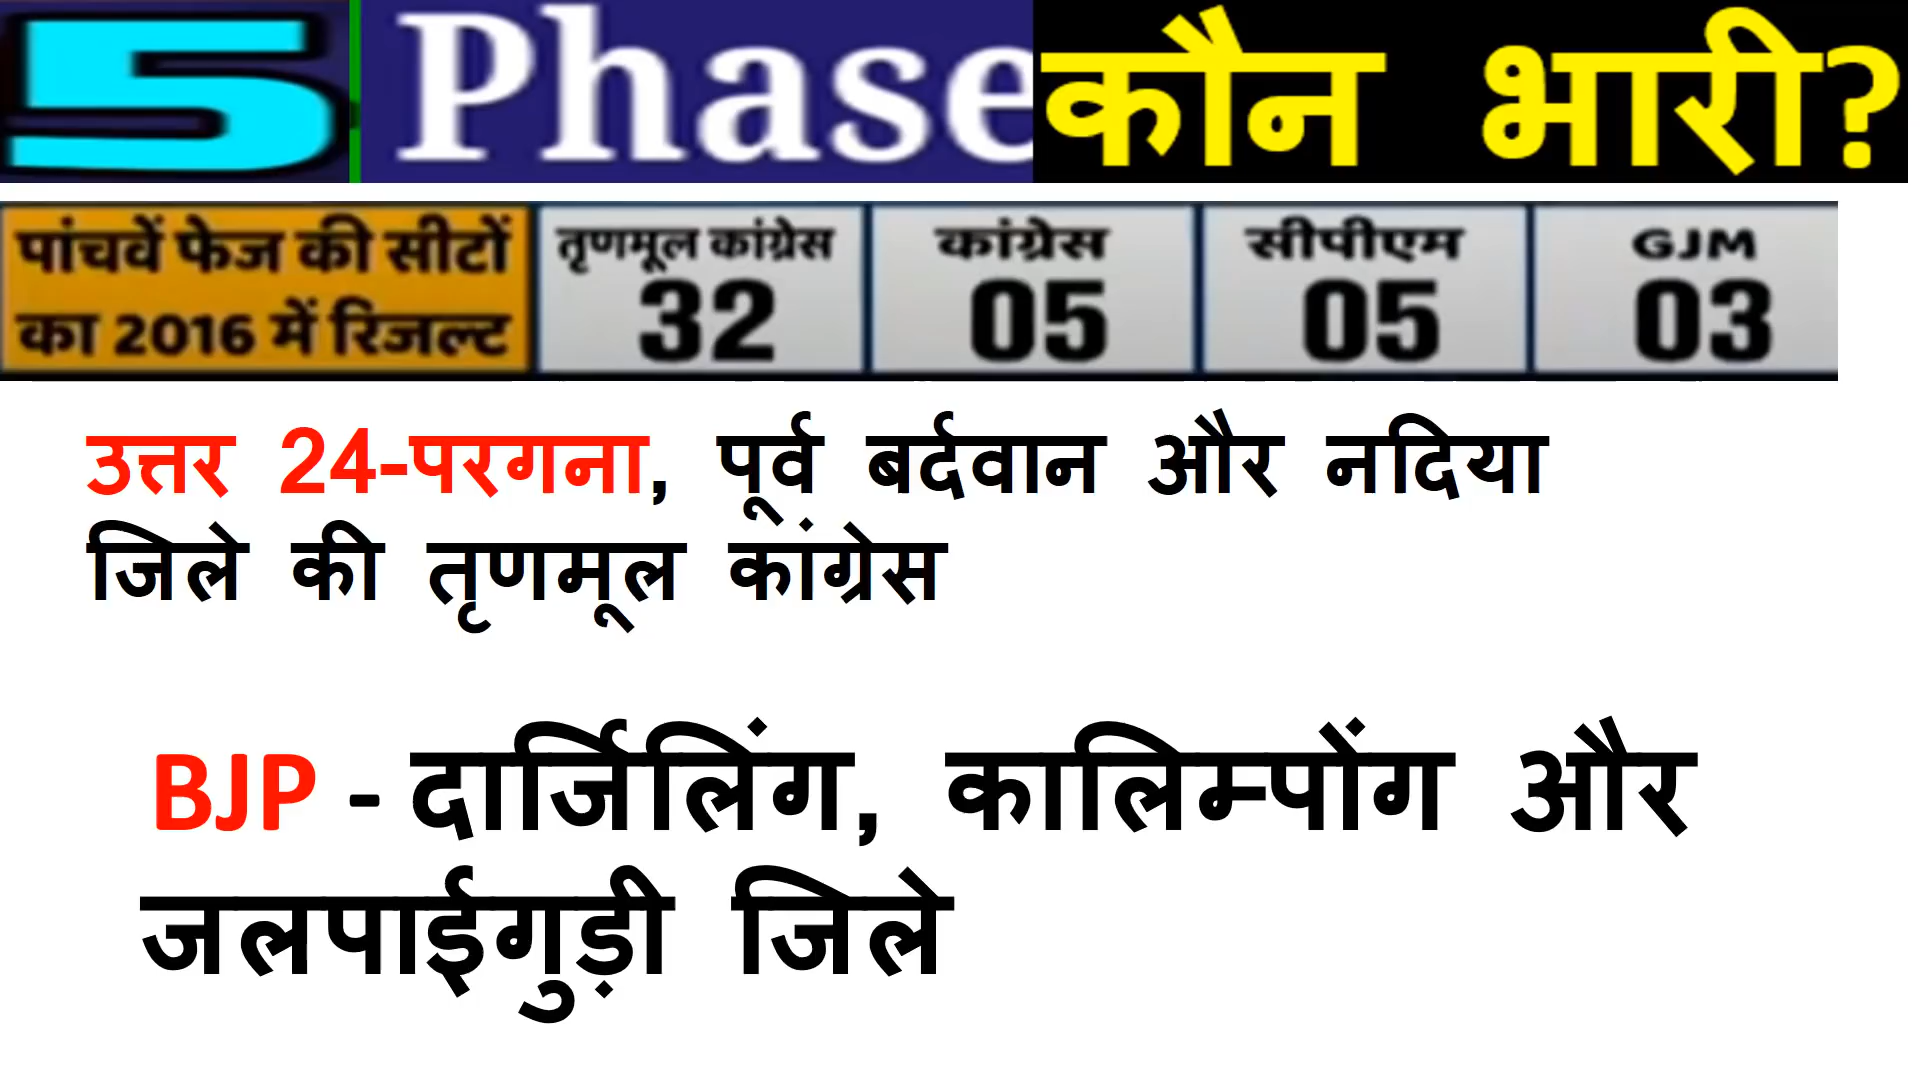 5 Phase कौन भारी?
पांचवें फेज की सीटों
का 2016 में रिजल्ट
तृणमूल कांग्रेस
32
कांग्रेस
05
सीपीएम
05
GJM
03
उत्तर 24-परगना, पूर्व बर्दवान और नदिया
जिले की तृणमूल कांग्रेस
BJP - दार्जिलिंग, कालिम्पोंग और
जलपाईगुड़ी जिले